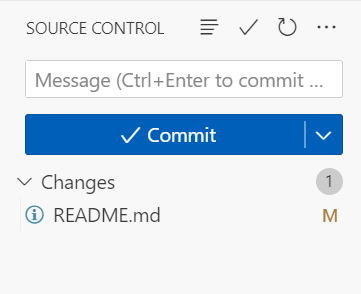 SOURCE CONTROL
Message (Ctrl+Enter to commit ...
Commit
Changes 1
README.md M